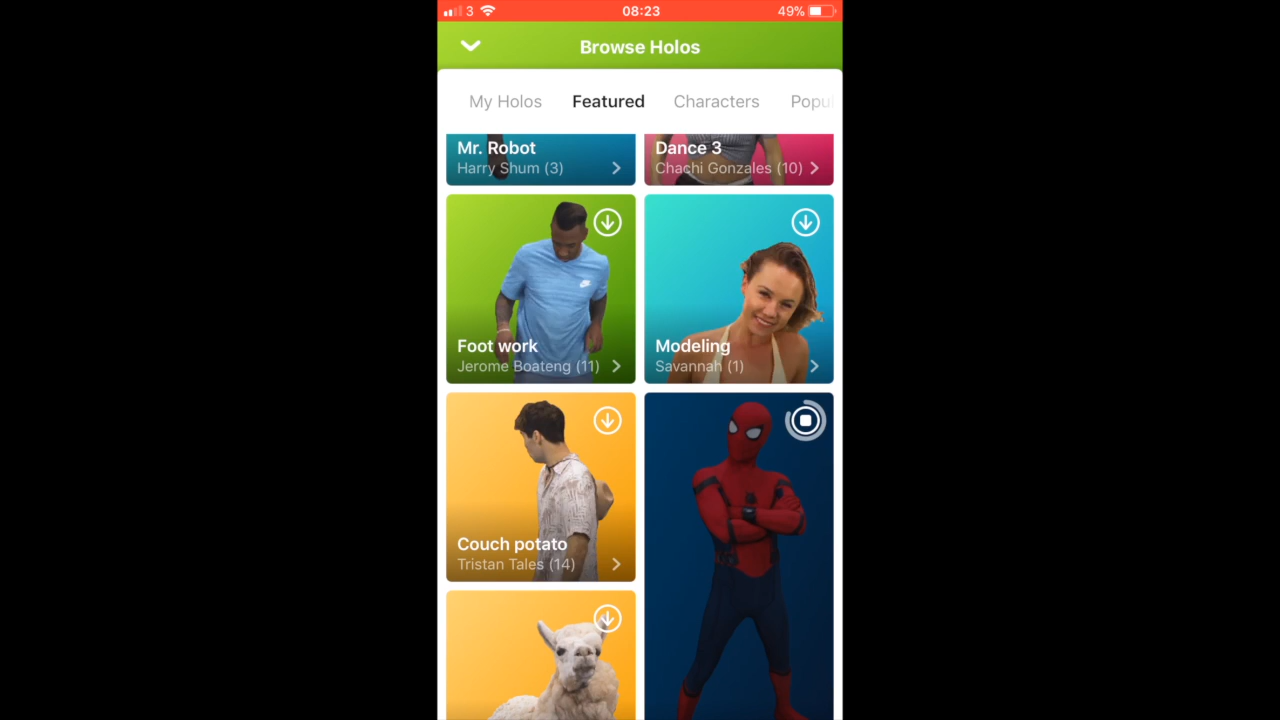 3 08:23 49%
Browse Holos
My Holos Featured Characters Popu
Mr. Robot
Harry Shum (3)
Dance 3
Chachi Gonzales (10)
Foot work
Jerome Boateng (11)
Modeling
Savannah (1)
Couch potato
Tristan Tales (14)